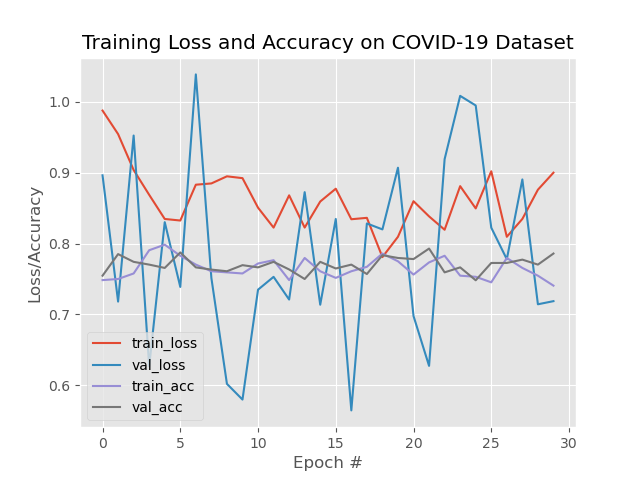 Training Loss and Accuracy on COVID-19 Dataset
Loss/Accuracy
1.0
0.9
0.8
0.7
0.6
train_loss
val_loss
train_acc
val_acc
0 5 10 15 20 25 30
Epoch #